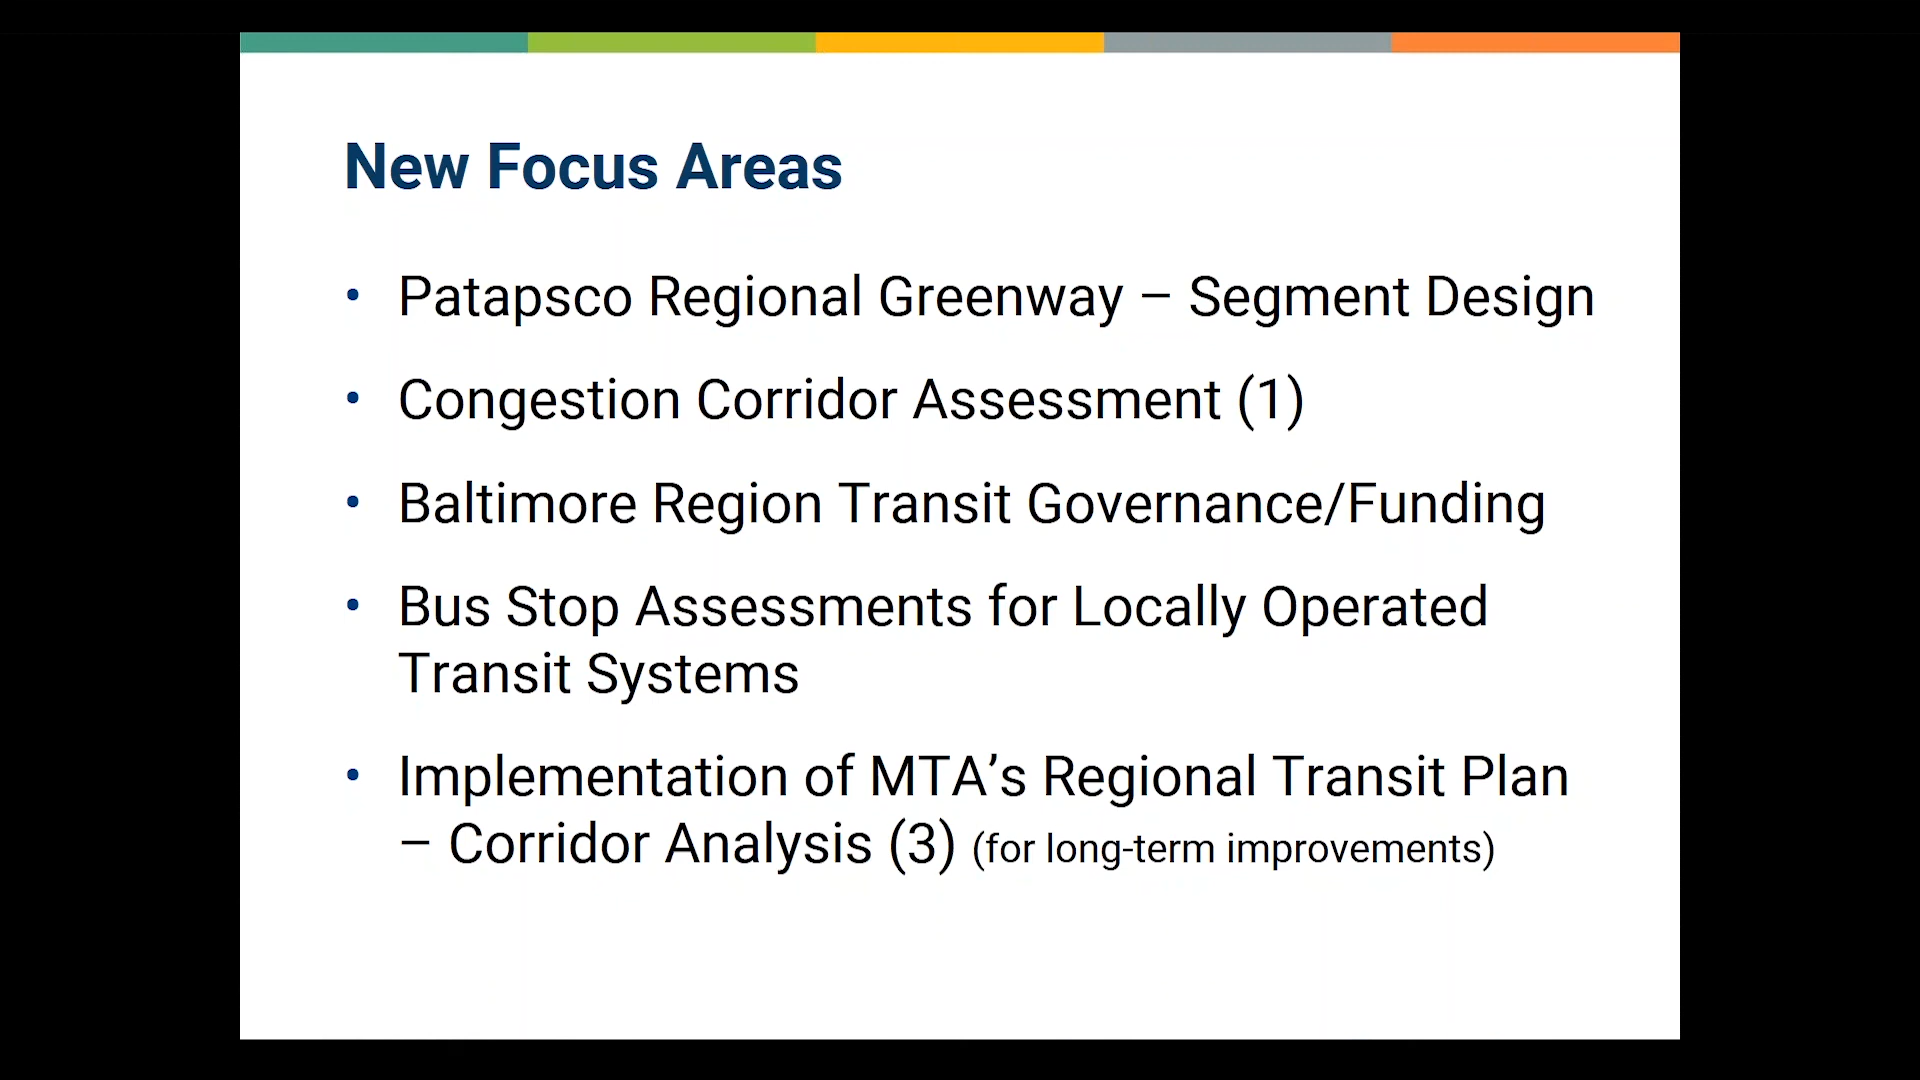 New Focus Areas
• Patapsco Regional Greenway – Segment Design
• Congestion Corridor Assessment (1)
• Baltimore Region Transit Governance/Funding
• Bus Stop Assessments for Locally Operated
Transit Systems
• Implementation of MTA’s Regional Transit Plan
– Corridor Analysis (3) (for long-term improvements)